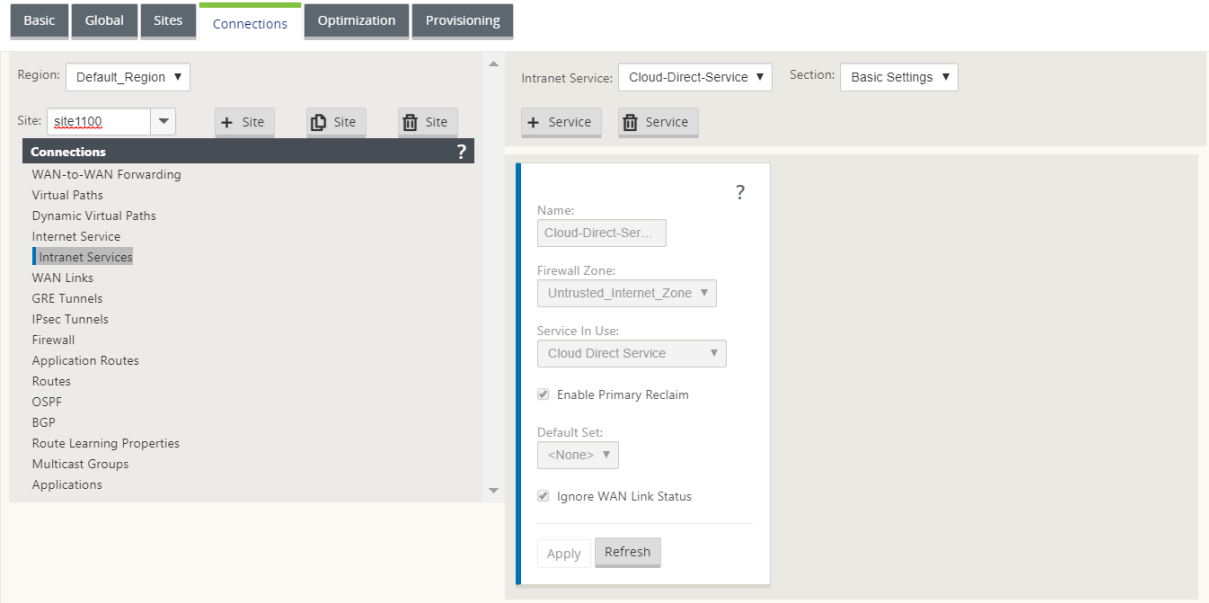 Basic Global Sites Connections Optimization Provisioning
Region: Default_Region ▼
Site: site1100 + Site Site Site
Connections ?
WAN-to-WAN Forwarding
Virtual Paths
Dynamic Virtual Paths
Internet Service
Intranet Services
WAN Links
GRE Tunnels
IPsec Tunnels
Firewall
Application Routes
Routes
OSPF
BGP
Route Learning Properties
Multicast Groups
Applications
Intranet Service: Cloud-Direct-Service ▼ Section: Basic Settings ▼
+ Service Service
?
Name:
Cloud-Direct-Ser...
Firewall Zone:
Untrusted_Internet_Zone ▼
Service In Use:
Cloud Direct Service ▼
Enable Primary Reclaim
Default Set:
<None> ▼
Ignore WAN Link Status
Apply Refresh